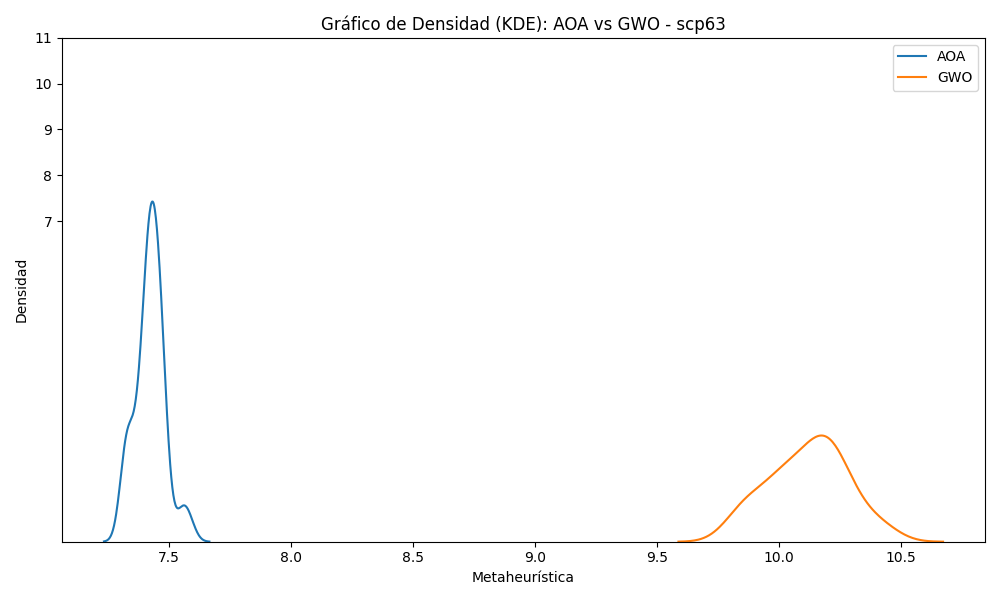 Gráfico de Densidad (KDE): AOA vs GWO - scp63
11
10
9
8
7
Densidad
AOA
GWO
7.5 8.0 8.5 9.0 9.5 10.0 10.5
Metaheurística